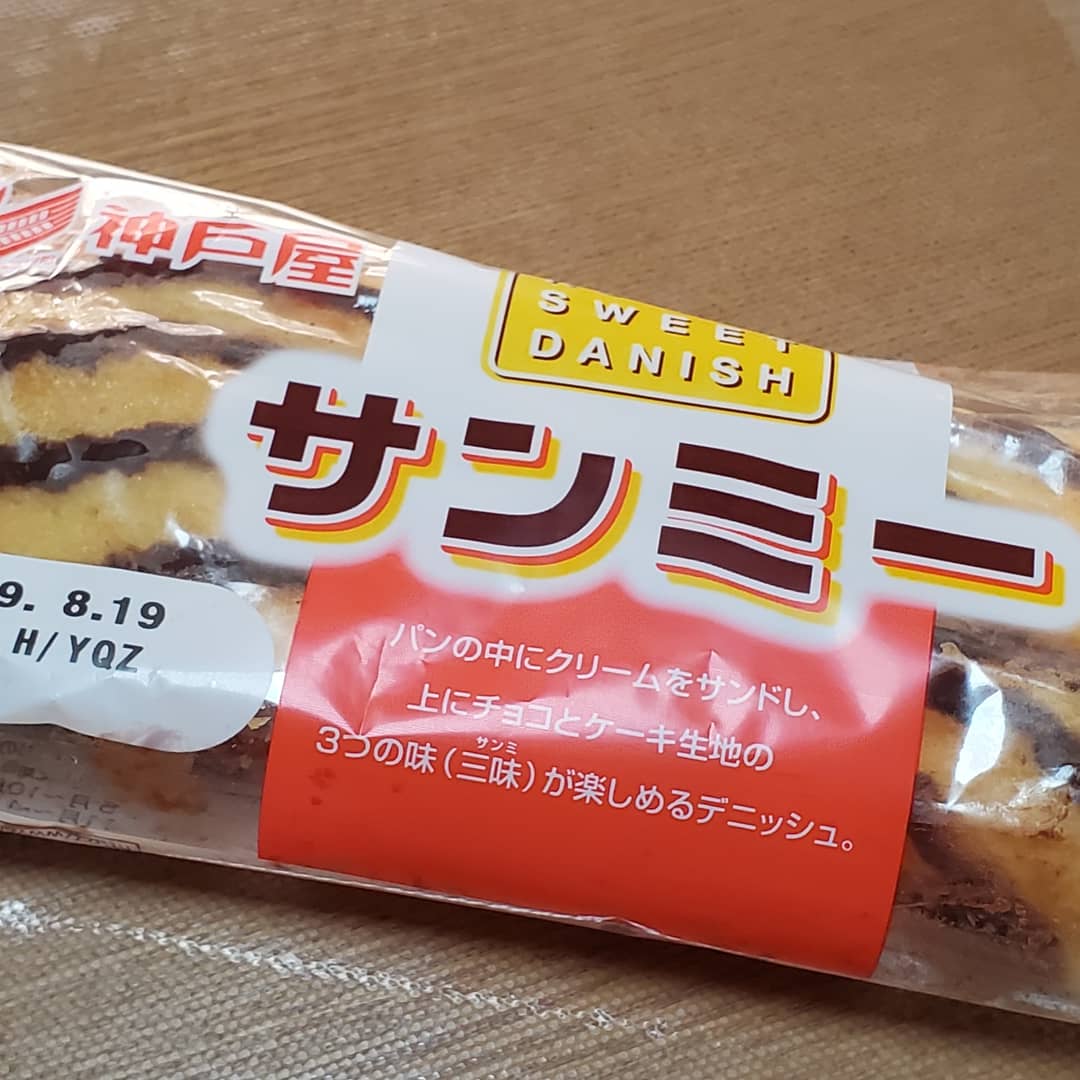 神戸屋
SWEET
DANISH
サンミー
9. 8.19
H/YQZ
パンの中にクリームをサンドし、
上にチョコとケーキ生地の
サンミ
3つの味(三味)が楽しめるデニッシュ。